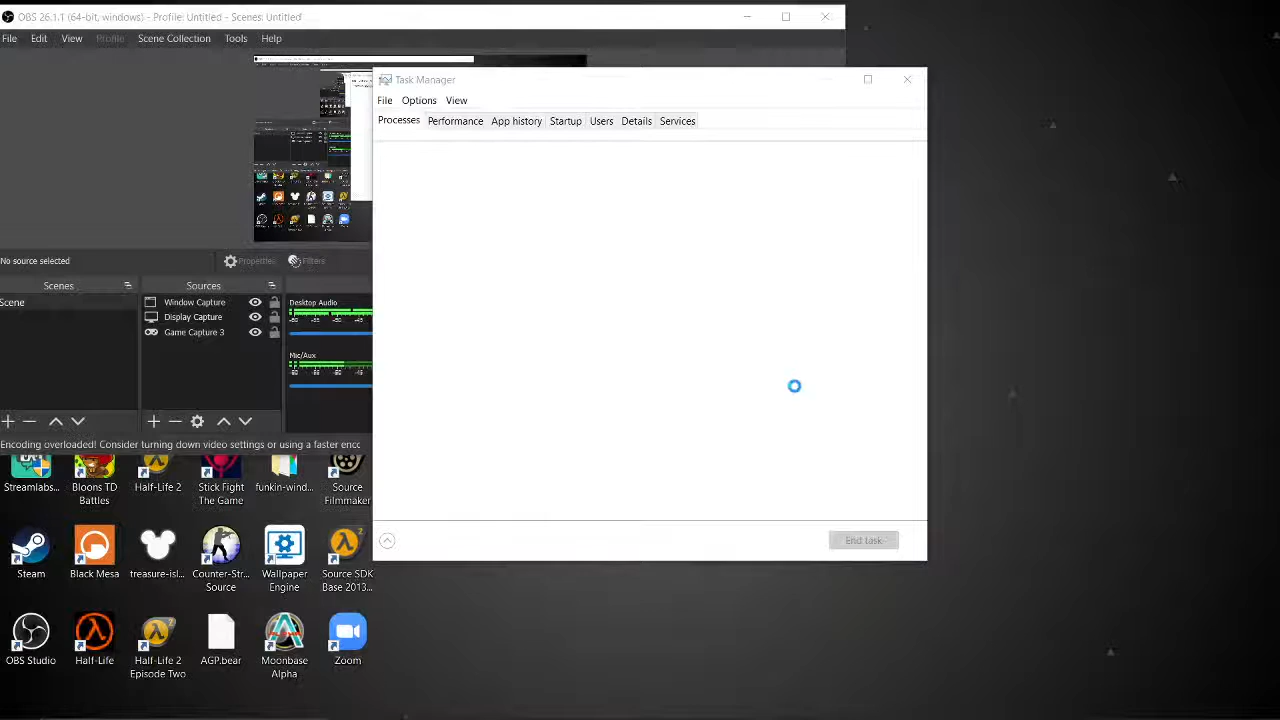 OBS 26.1.1 (64-bit, windows) - Profile: Untitled - Scenes: Untitled
File Edit View Profile Scene Collection Tools Help
Task Manager
File Options View
Processes Performance App history Startup Users Details Services
No source selected
Properties
Filters
Scenes
Sources
Scene
Window Capture
Display Capture
Game Capture 3
Desktop Audio
Mic/Aux
Encoding overloaded! Consider turning down video settings or using a faster enco
End task
Streamlabs...
Bloons TD
Battles
Half-Life 2
Stick Fight
The Game
funkin-wind...
Source
Filmmaker
Steam
Black Mesa
treasure-isl...
Counter-Str...
Source
Wallpaper
Engine
Source SDK
Base 2013...
OBS Studio
Half-Life
Half-Life 2
Episode Two
AGP.bear
Moonbase
Alpha
Zoom